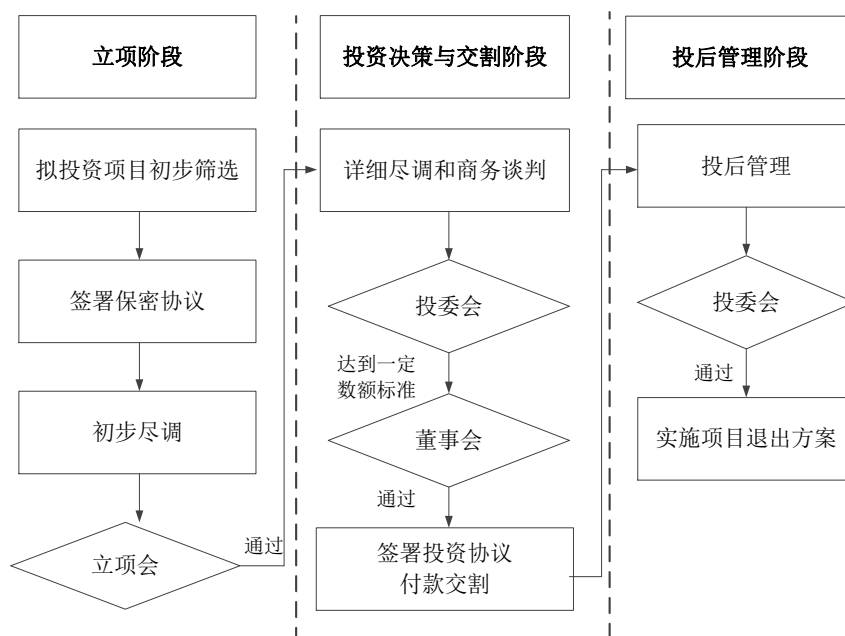 立项阶段
拟投资项目初步筛选
签署保密协议
初步尽调
立项会
通过
投资决策与交割阶段
详细尽调和商务谈判
投委会
达到一定
数额标准
董事会
通过
签署投资协议
付款交割
投后管理阶段
投后管理
投委会
通过
实施项目退出方案